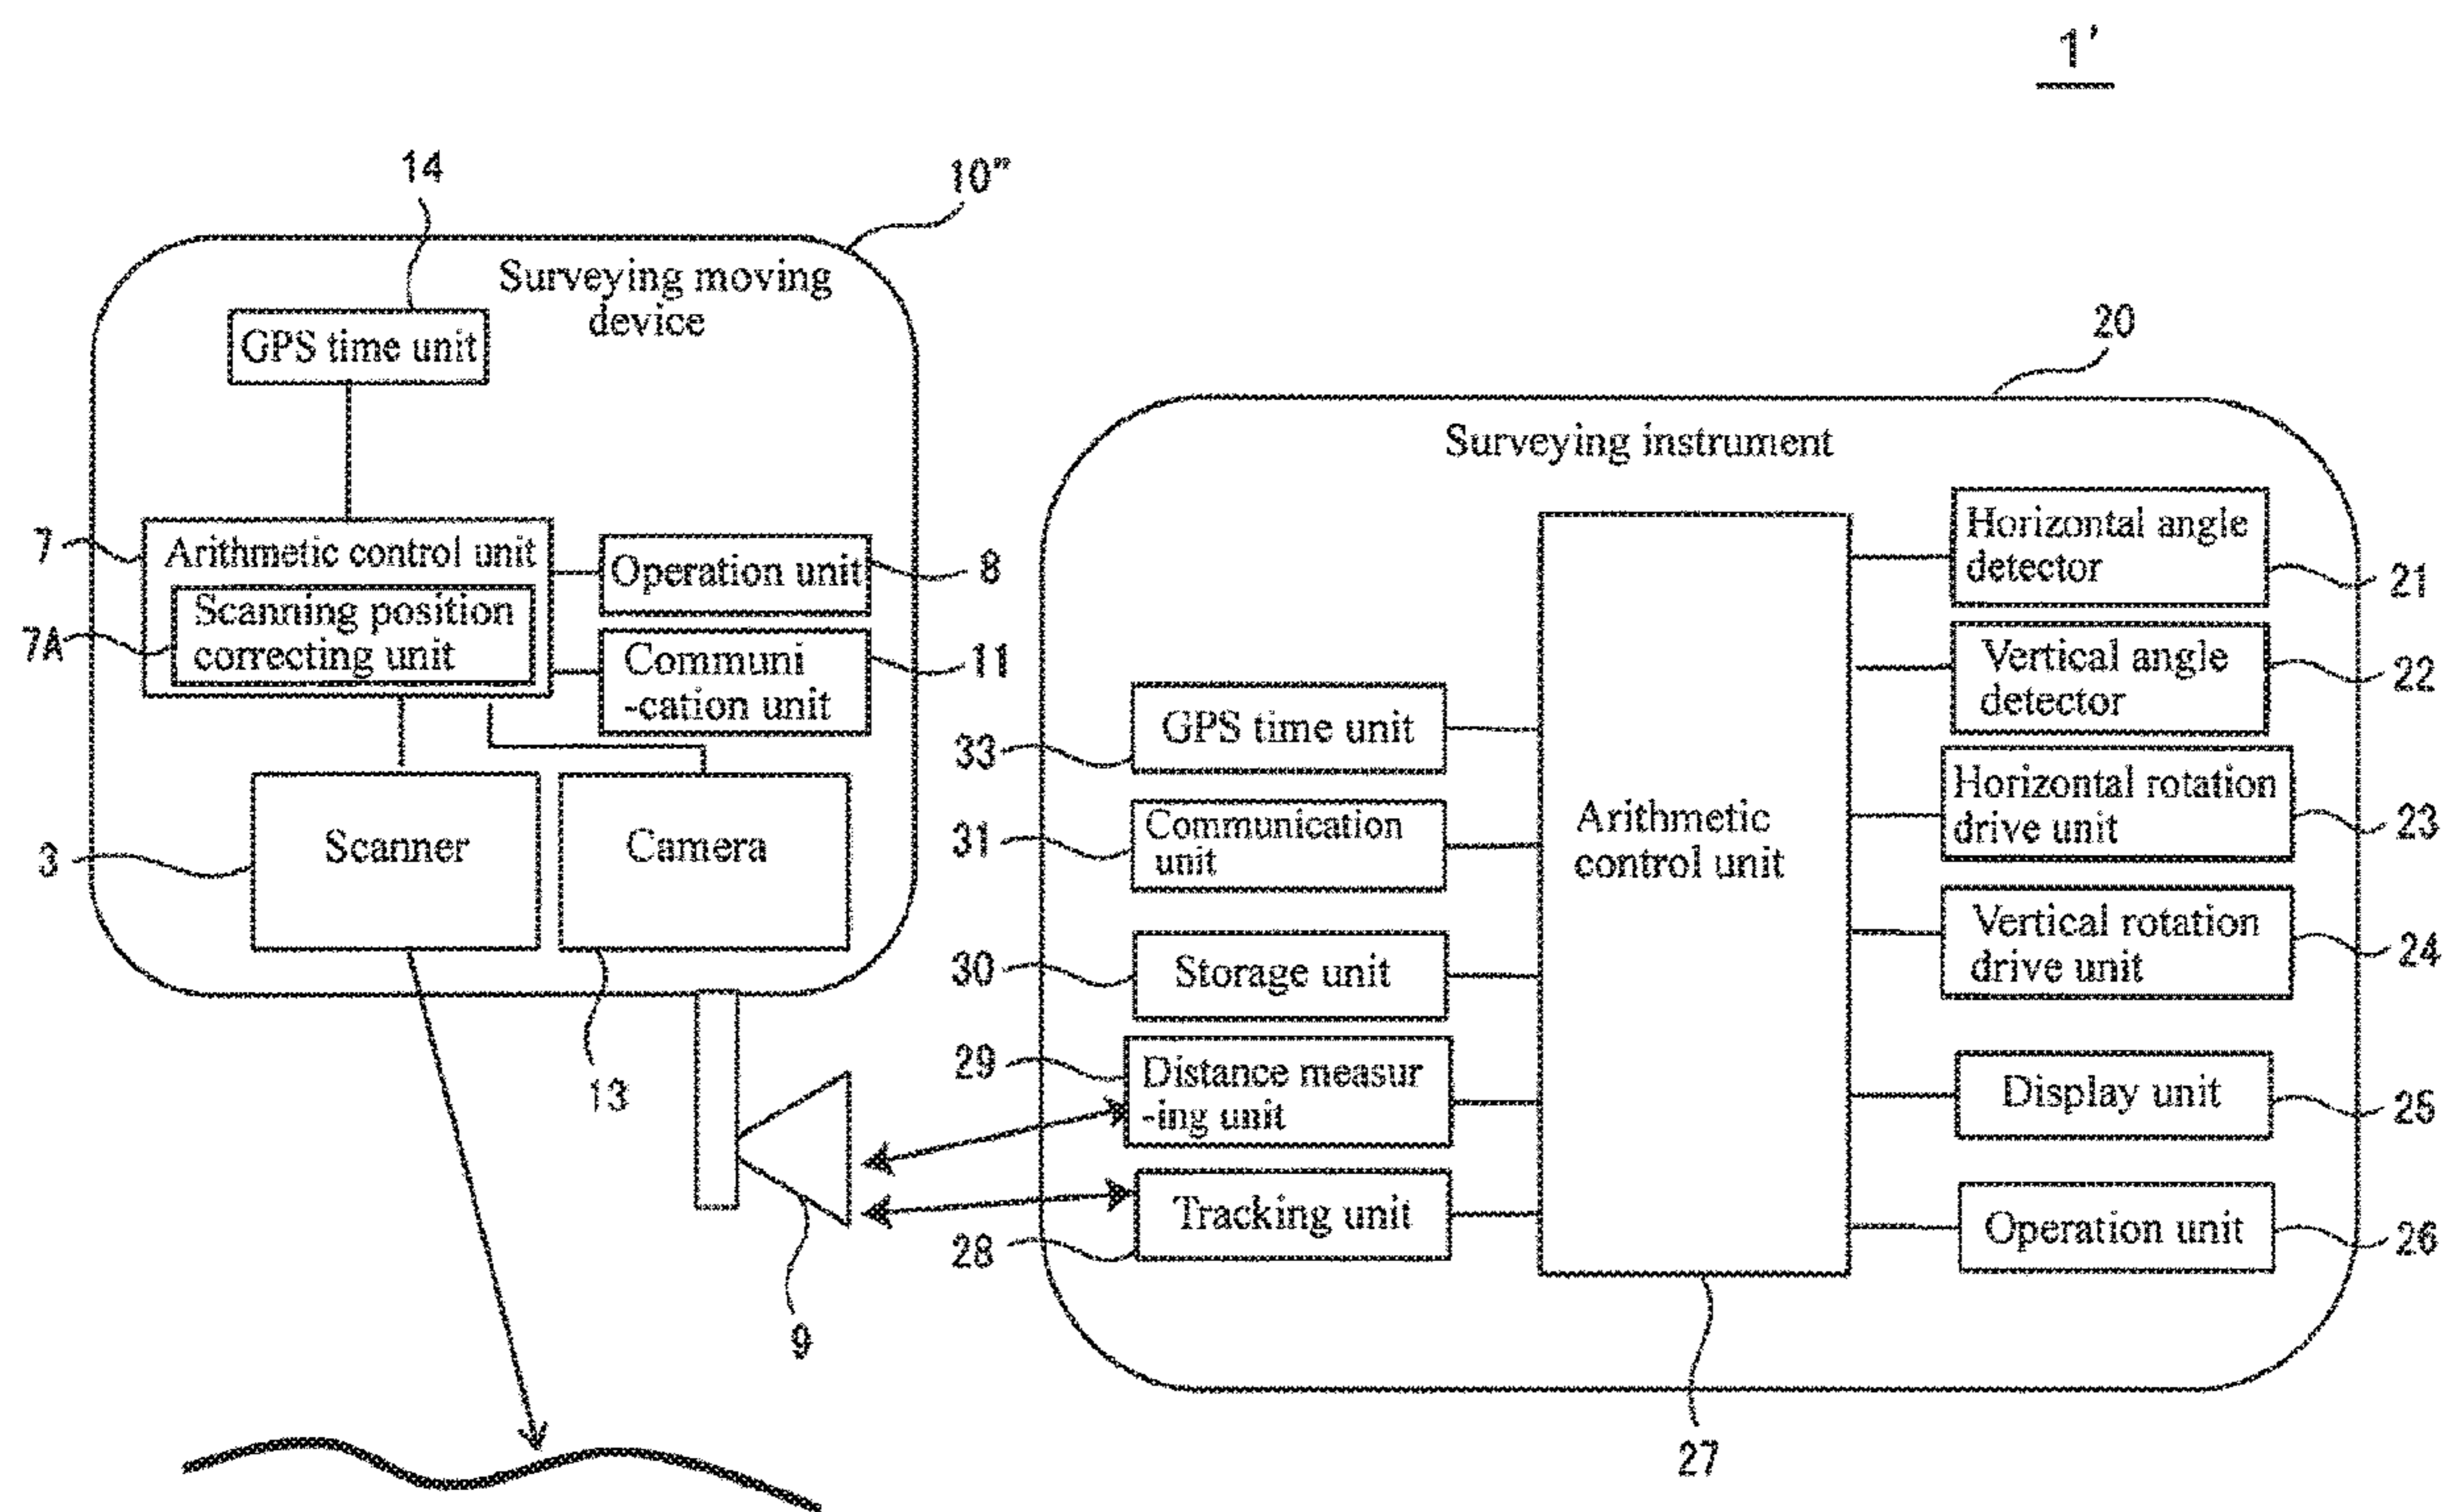 1’
14
10”
Surveying moving
device
GPS time unit
7
Arithmetic control unit
7A
Scanning position
correcting unit
Operation unit
8
Communi
-cation unit
11
3
Scanner
Camera
13
9
20
Surveying instrument
33
GPS time unit
31
Communication
unit
30
Storage unit
29
Distance measur
-ing unit
28
Tracking unit
Arithmetic
control unit
27
Horizontal angle
detector
21
Vertical angle
detector
22
Horizontal rotation
drive unit
23
Vertical rotation
drive unit
24
Display unit
25
Operation unit
26